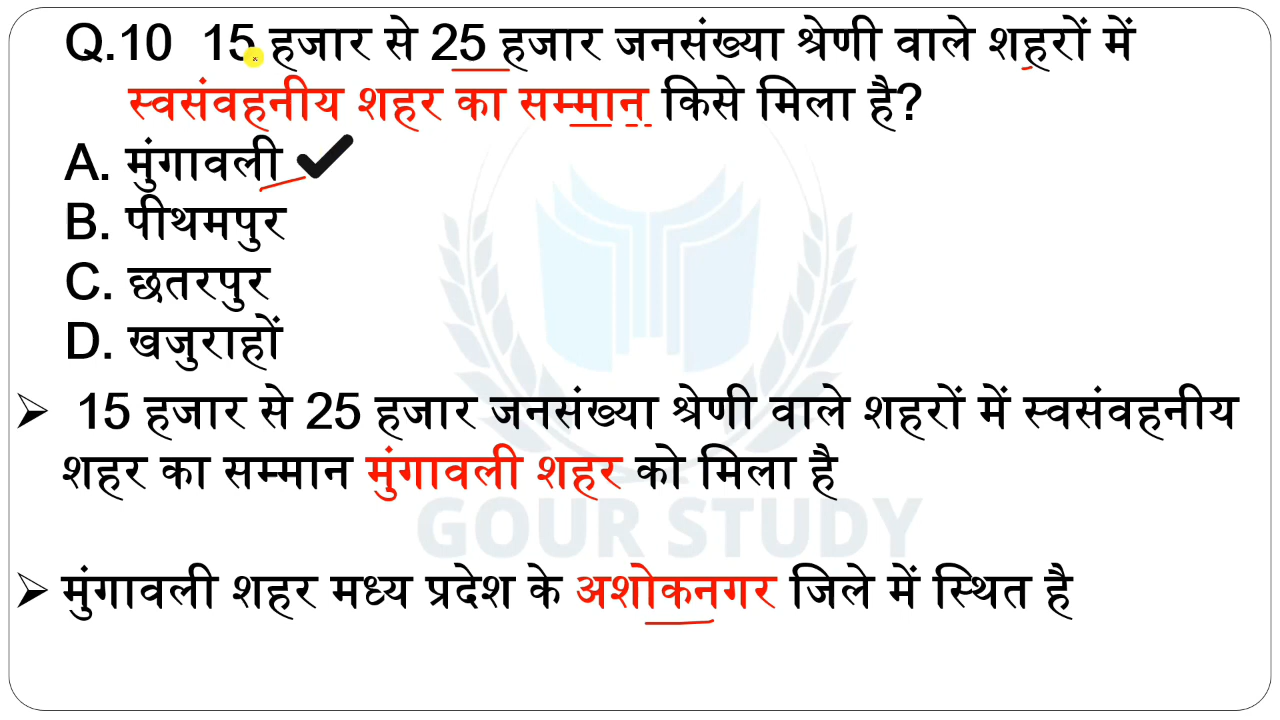 Q.10 15 हजार से 25 हजार जनसंख्या श्रेणी वाले शहरों में
स्वसंवहनीय शहर का सम्मान किसे मिला है?
A. मुंगावली
B. पीथमपुर
C. छतरपुर
D. खजुराहों
➢ 15 हजार से 25 हजार जनसंख्या श्रेणी वाले शहरों में स्वसंवहनीय
शहर का सम्मान मुंगावली शहर को मिला है
GOUR STUDY
➢ मुंगावली शहर मध्य प्रदेश के अशोकनगर जिले में स्थित है